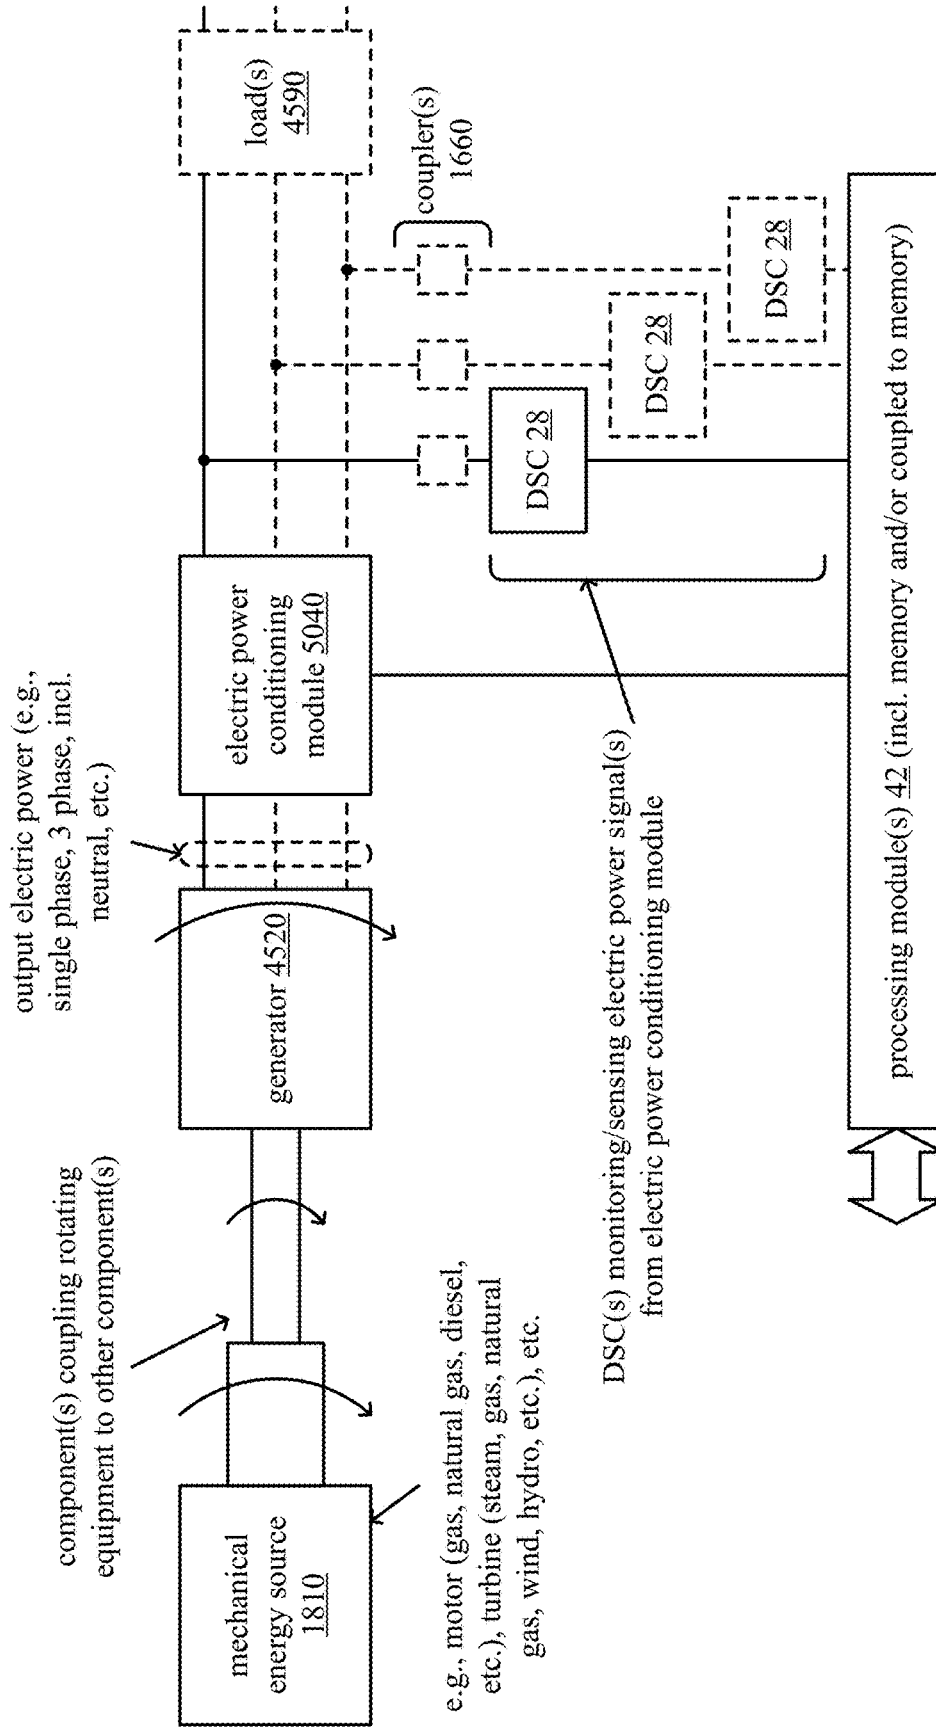 component(s) coupling rotating
equipment to other component(s)
output electric power (e.g.,
single phase, 3 phase, incl.
neutral, etc.)
mechanical
energy source
1810
generator 4520
electric power
conditioning
module 5040
load(s)
4590
coupler(s)
1660
e.g., motor (gas, natural gas, diesel,
etc.), turbine (steam, gas, natural
gas, wind, hydro, etc.), etc.
DSC 28
DSC 28
DSC 28
DSC(s) monitoring/sensing electric power signal(s)
from electric power conditioning module
processing module(s) 42 (incl. memory and/or coupled to memory)